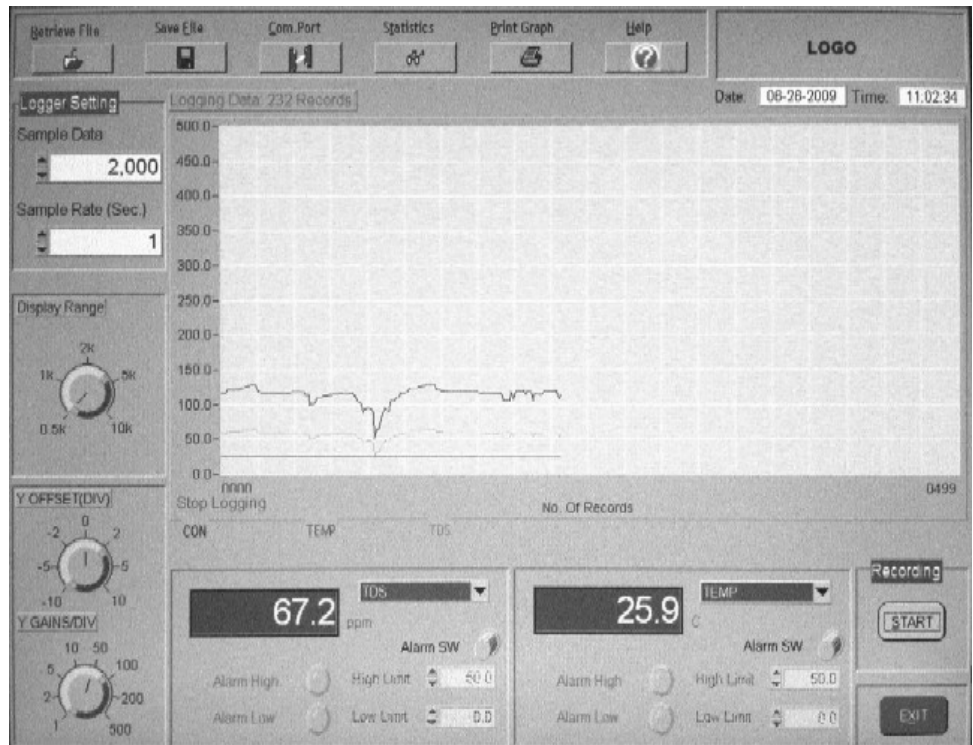 Retrieve File
Save File
Com.Port
Statistics
Print Graph
Help
LOGO
Logger Setting
Logging Data: 232 Records
Date: 06-26-2009 Time: 11:02:34
Sample Data
2,000
Sample Rate (Sec.)
1
500.0
450.0
400.0
350.0
300.0
250.0
200.0
150.0
100.0
50.0
0.0
0499
Stop Logging
No. Of Records
CON
TEMP
TDS
Display Range
2k
1k
5k
0.5k
10k
Y OFFSET(DIV)
0
-2
2
-5
5
-10
10
Y GAINS/DIV
10 50
5
100
2
200
1
500
67.2
ppm
TDS
Alarm SW
Alarm High
High Limit
Alarm Low
Low Limit
0.0
25.9
C
TEMP
Alarm SW
Alarm High
High Limit
50.0
Alarm Low
Low Limit
0.0
Recording
START
EXIT